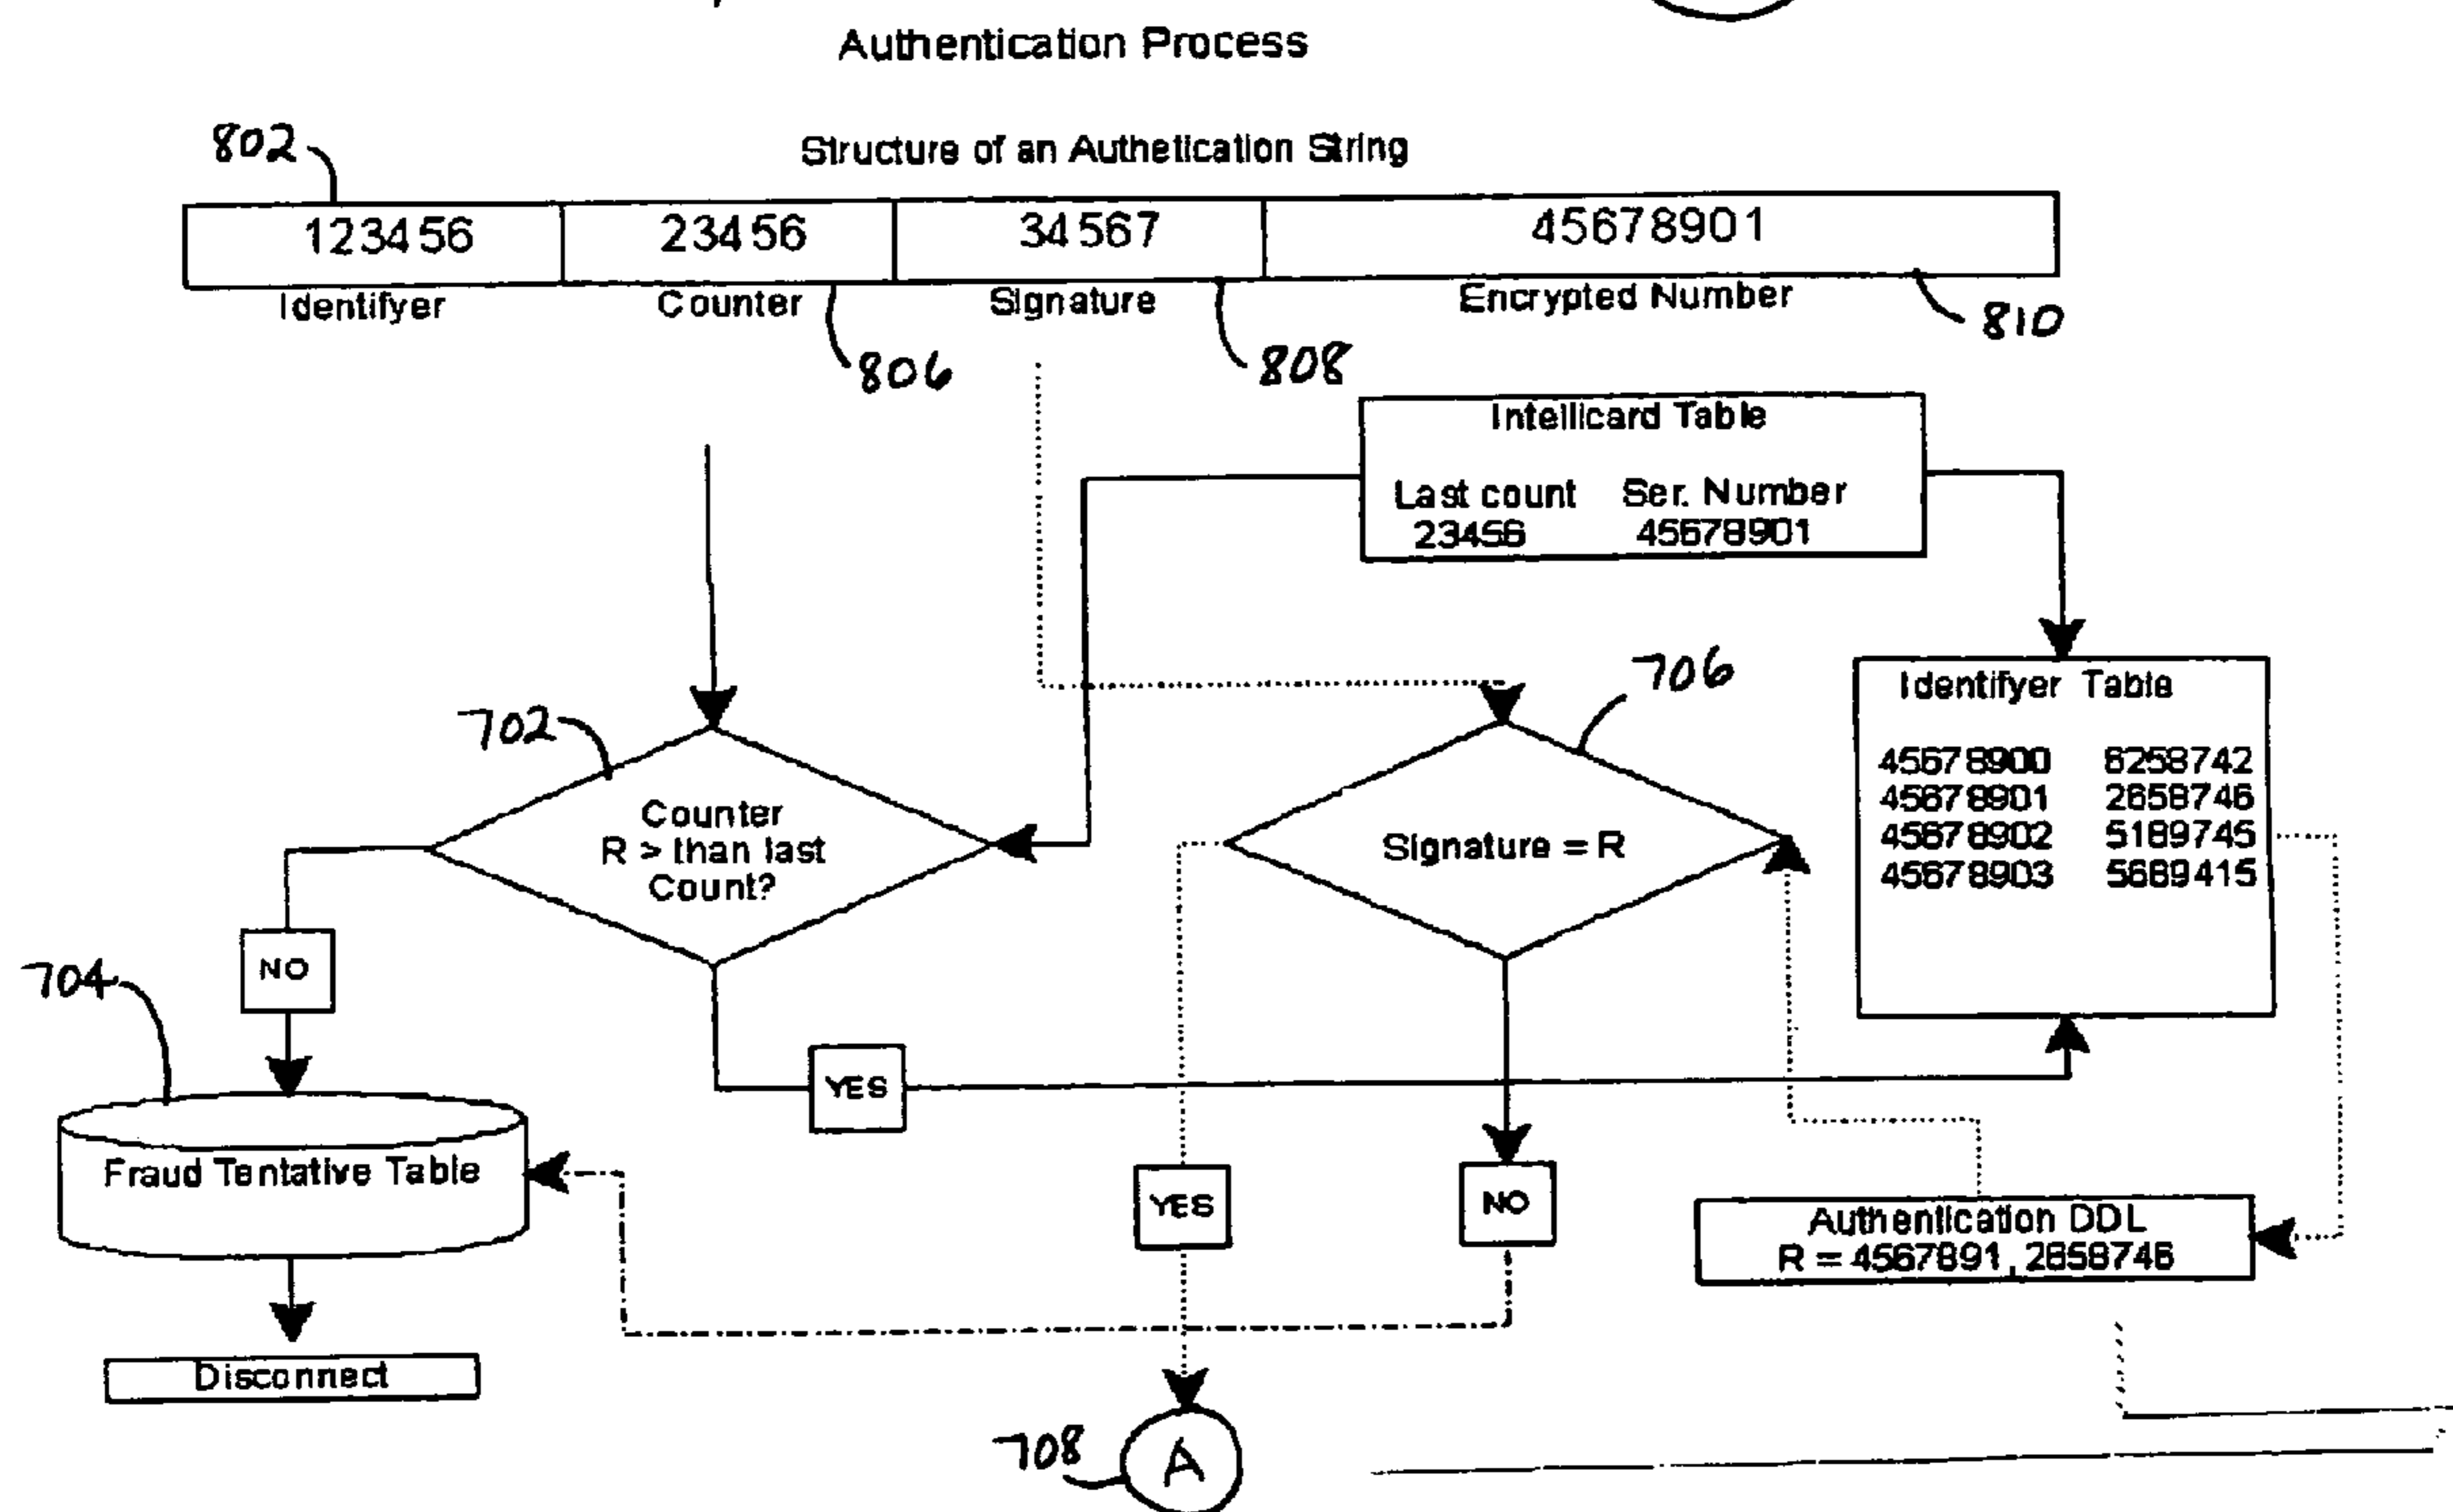 Authentication Process
802
Structure of an Authetication String
123456 23456 34567 45678901
Identifyer Counter Signature Encrypted Number
806 808 810
Intellicard Table
Last count Ser. Number
23456 45678901
702
Counter
R > than last
Count?
706
Signature = R
Identifyer Table
45678900 6258742
45678901 2658746
45678902 5189745
45678903 5689415
NO
704
YES
Fraud Tentative Table
YES
NO
Authentication DDL
R = 4567891, 2658746
Disconnect
708
A